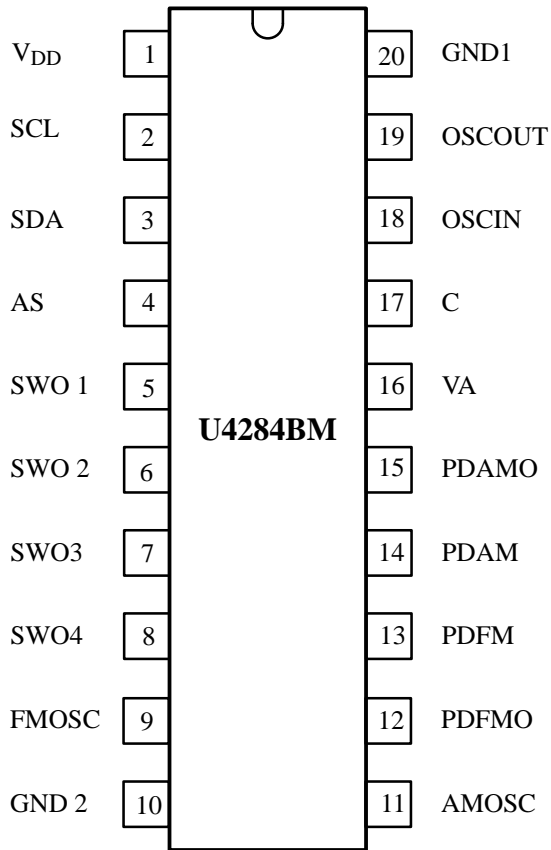 V_DD 1 20 GND1
SCL 2 19 OSCOUT
SDA 3 18 OSCIN
AS 4 17 C
SWO 1 5 16 VA
U4284BM
SWO 2 6 15 PDAMO
SWO3 7 14 PDAM
SWO4 8 13 PDFM
FMOSC 9 12 PDFMO
GND 2 10 11 AMOSC